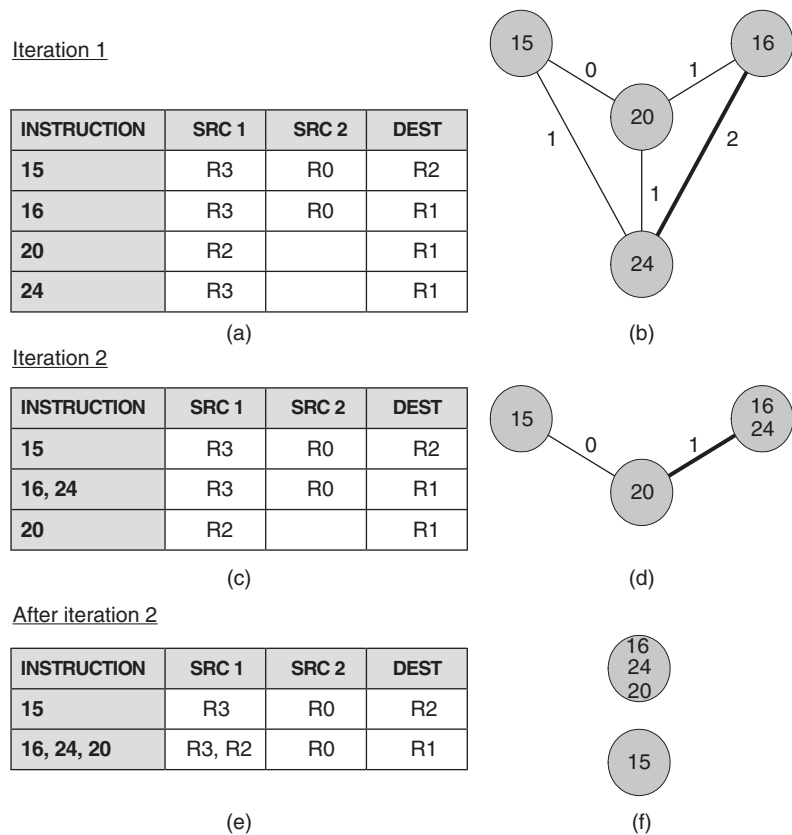 Iteration 1
INSTRUCTION SRC 1 SRC 2 DEST
15 R3 R0 R2
16 R3 R0 R1
20 R2 R1
24 R3 R1
(a)
15 16
0 1
20
1 2
1
24
(b)
Iteration 2
INSTRUCTION SRC 1 SRC 2 DEST
15 R3 R0 R2
16, 24 R3 R0 R1
20 R2 R1
(c)
15 16
24
0 1
20
(d)
After iteration 2
INSTRUCTION SRC 1 SRC 2 DEST
15 R3 R0 R2
16, 24, 20 R3, R2 R0 R1
(e)
16
24
20
15
(f)